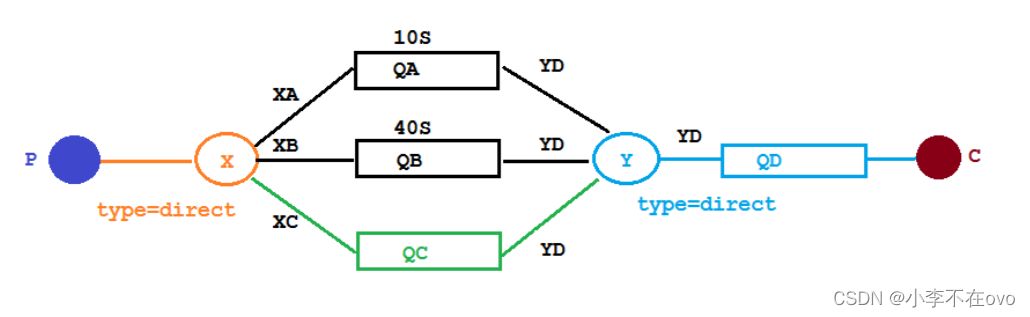 10S
QA
YD
XA
40S
XB
YD
YD
P
X
QB
Y
QD
C
type=direct
type=direct
XC
QC
YD
CSDN @小李不在ovo